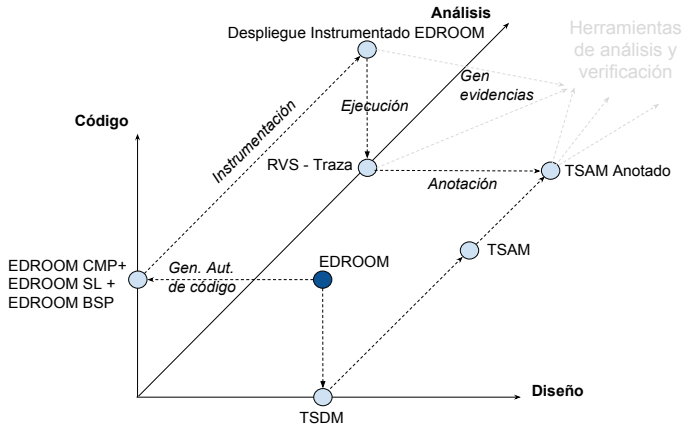 Análisis
Herramientas
de análisis y
verificación
Despliegue Instrumentado EDROOM
Gen
evidencias
Ejecución
Instrumentación
Código
RVS - Traza
Anotación
TSAM Anotado
TSAM
EDROOM CMP+
EDROOM SL +
EDROOM BSP
Gen. Aut.
de código
EDROOM
Diseño
TSDM